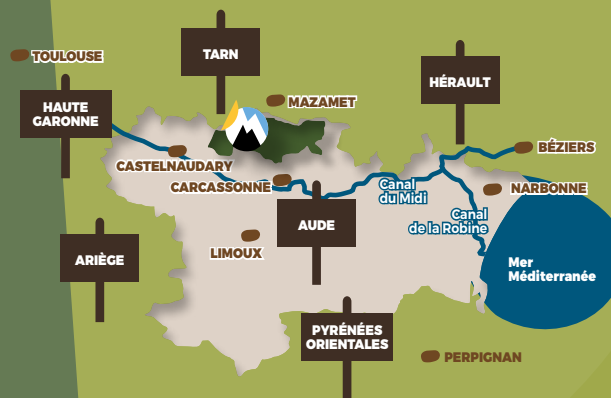 TARN
TOULOUSE
HÉRAULT
MAZAMET
HAUTE
GARONNE
BÉZIERS
CASTELNAUDARY
CARCASSONNE
Canal
du Midi
NARBONNE
Canal
de la Robine
AUDE
LIMOUX
ARIÈGE
Mer
Méditerranée
PYRÉNÉES
ORIENTALES
PERPIGNAN